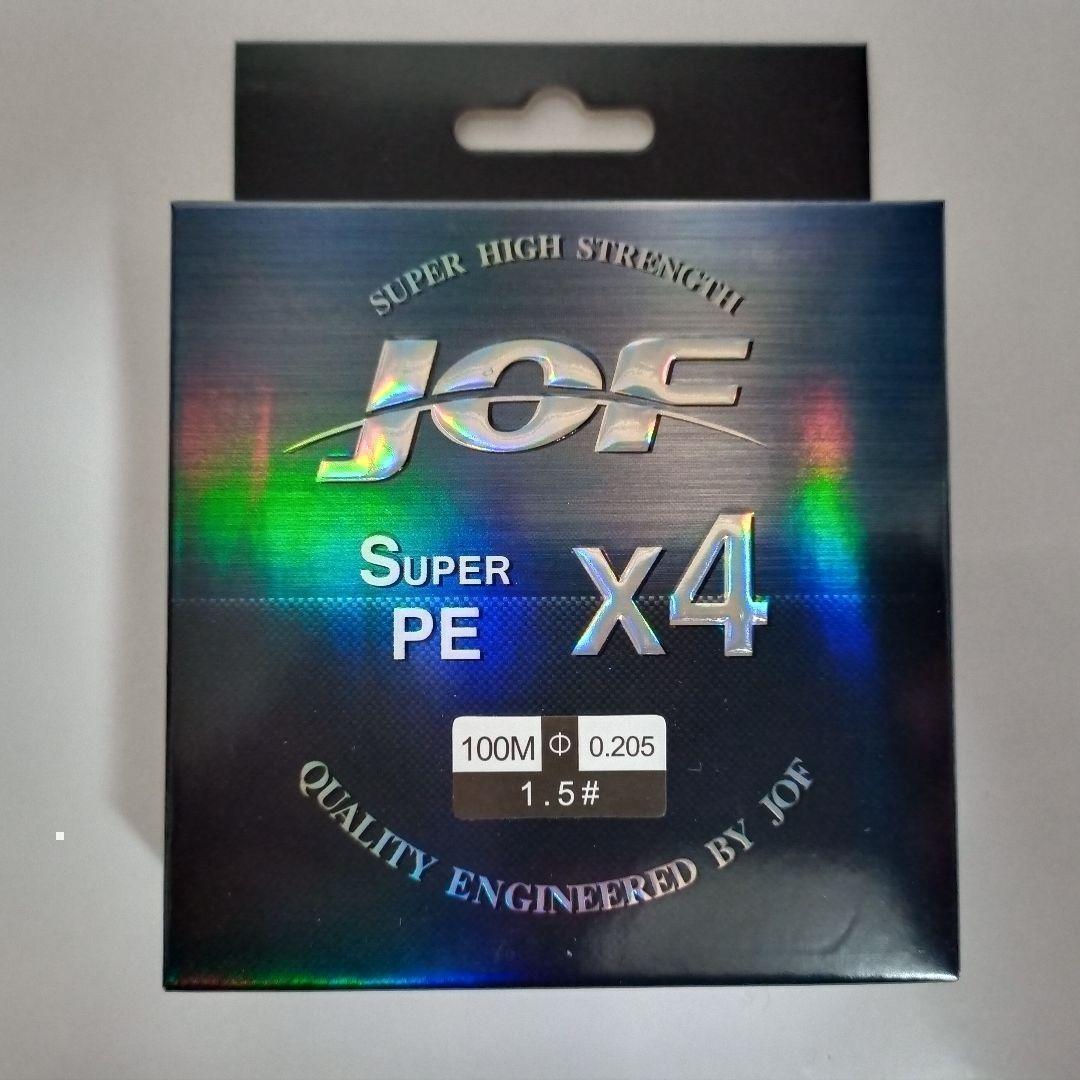 SUPER HIGH STRENGTH
JOF
SUPER
PE
X4
100M Φ 0.205
1.5#
QUALITY ENGINEERED BY JOF